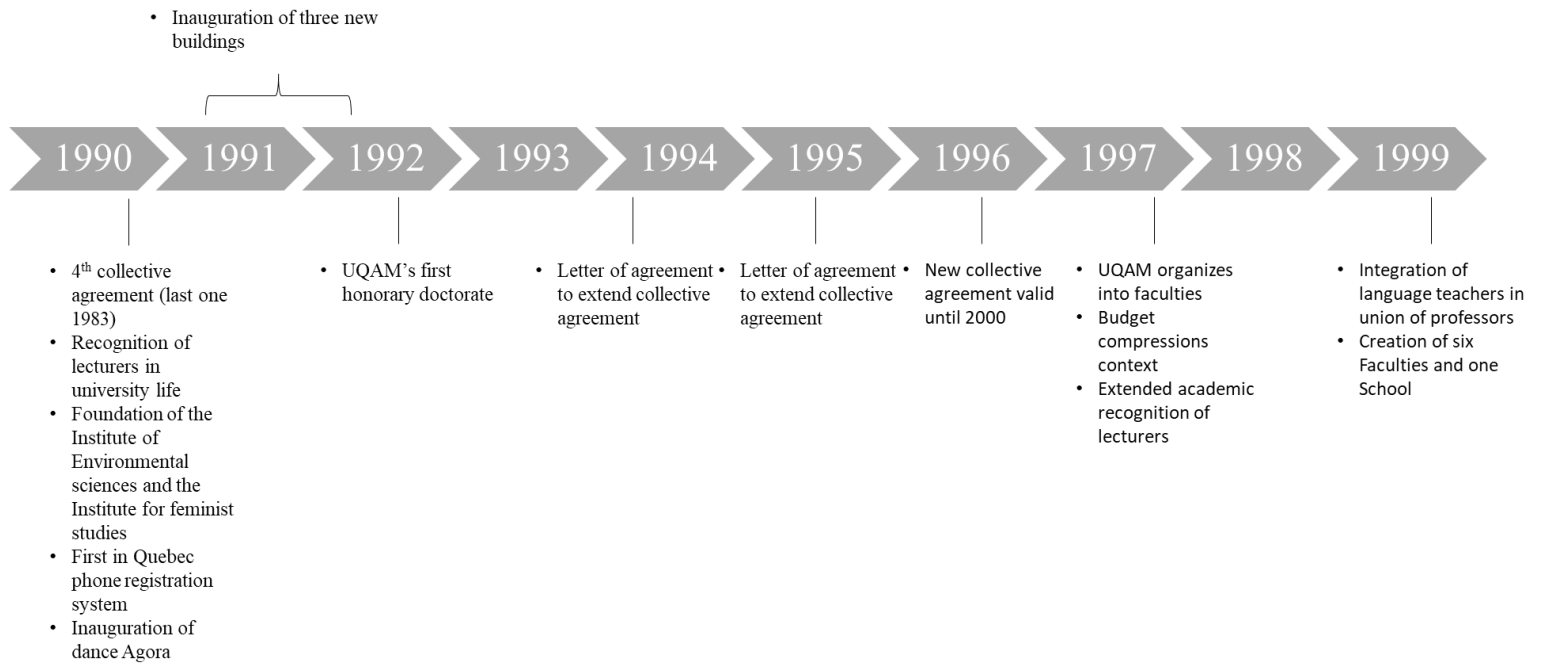 • Inauguration of three new
buildings
1990
1991
1992
1993
1994
1995
1996
1997
1998
1999
• 4th collective
agreement (last one
1983)
• Recognition of
lecturers in
university life
• Foundation of the
Institute of
Environmental
sciences and the
Institute for feminist
studies
• First in Quebec
phone registration
system
• Inauguration of
dance Agora
• UQAM’s first
honorary doctorate
• Letter of agreement
to extend collective
agreement
• Letter of agreement
to extend collective
agreement
• New collective
agreement valid
until 2000
• UQAM organizes
into faculties
• Budget
compressions
context
• Extended academic
recognition of
lecturers
• Integration of
language teachers in
union of professors
• Creation of six
Faculties and one
School